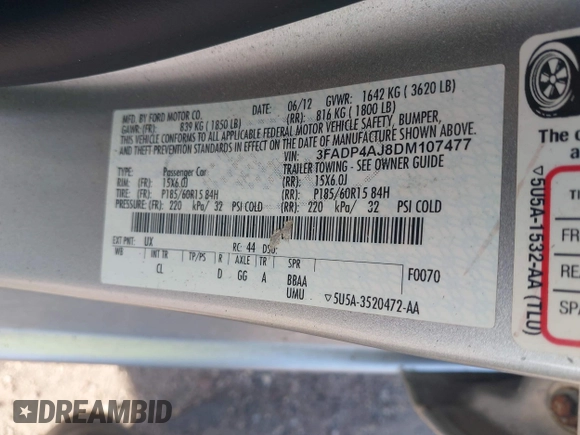 MFD. BY FORD MOTOR CO.
DATE: 06/12 GVWR: 1642 KG ( 3620 LB)
GAWR: (FR): 839 KG ( 1850 LB) (RR): 816 KG ( 1800 LB)
THIS VEHICLE CONFORMS TO ALL APPLICABLE FEDERAL MOTOR VEHICLE SAFETY, BUMPER,
AND THEFT PREVENTION STANDARDS IN EFFECT ON THE DATE OF MANUFACTURE SHOWN ABOVE.
VIN: 3FADP4AJ8DM107477
TYPE: Passenger Car TRAILER TOWING - SEE OWNER GUIDE
RIM: (FR): 15X6.0J (RR): 15X6.0J
TIRES: (FR): P185/60R15 84H (RR): P185/60R15 84H
PRESSURE: (FR): 220 kPa/ 32 PSI COLD (RR): 220 kPa/ 32 PSI COLD
EXT PNT: UX RC: 44 DSO:
WB INT TR TP/PS R AXLE TR SPR F0070
CL D GG A BBAA
UMU ▽5U5A-3520472-AA
The c
FR
RE
SPA
▽5U5A-1532-AA (7LU)
DREAMBID